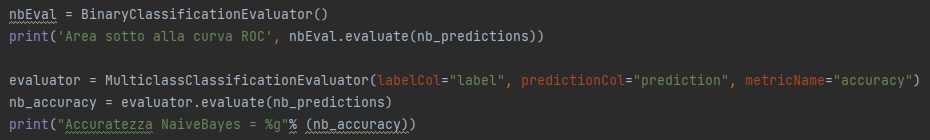 nbEval = BinaryClassificationEvaluator()
print('Area sotto alla curva ROC', nbEval.evaluate(nb_predictions))
evaluator = MulticlassClassificationEvaluator(labelCol="label", predictionCol="prediction", metricName="accuracy")
nb_accuracy = evaluator.evaluate(nb_predictions)
print("Accuratezza NaiveBayes = %g"% (nb_accuracy))